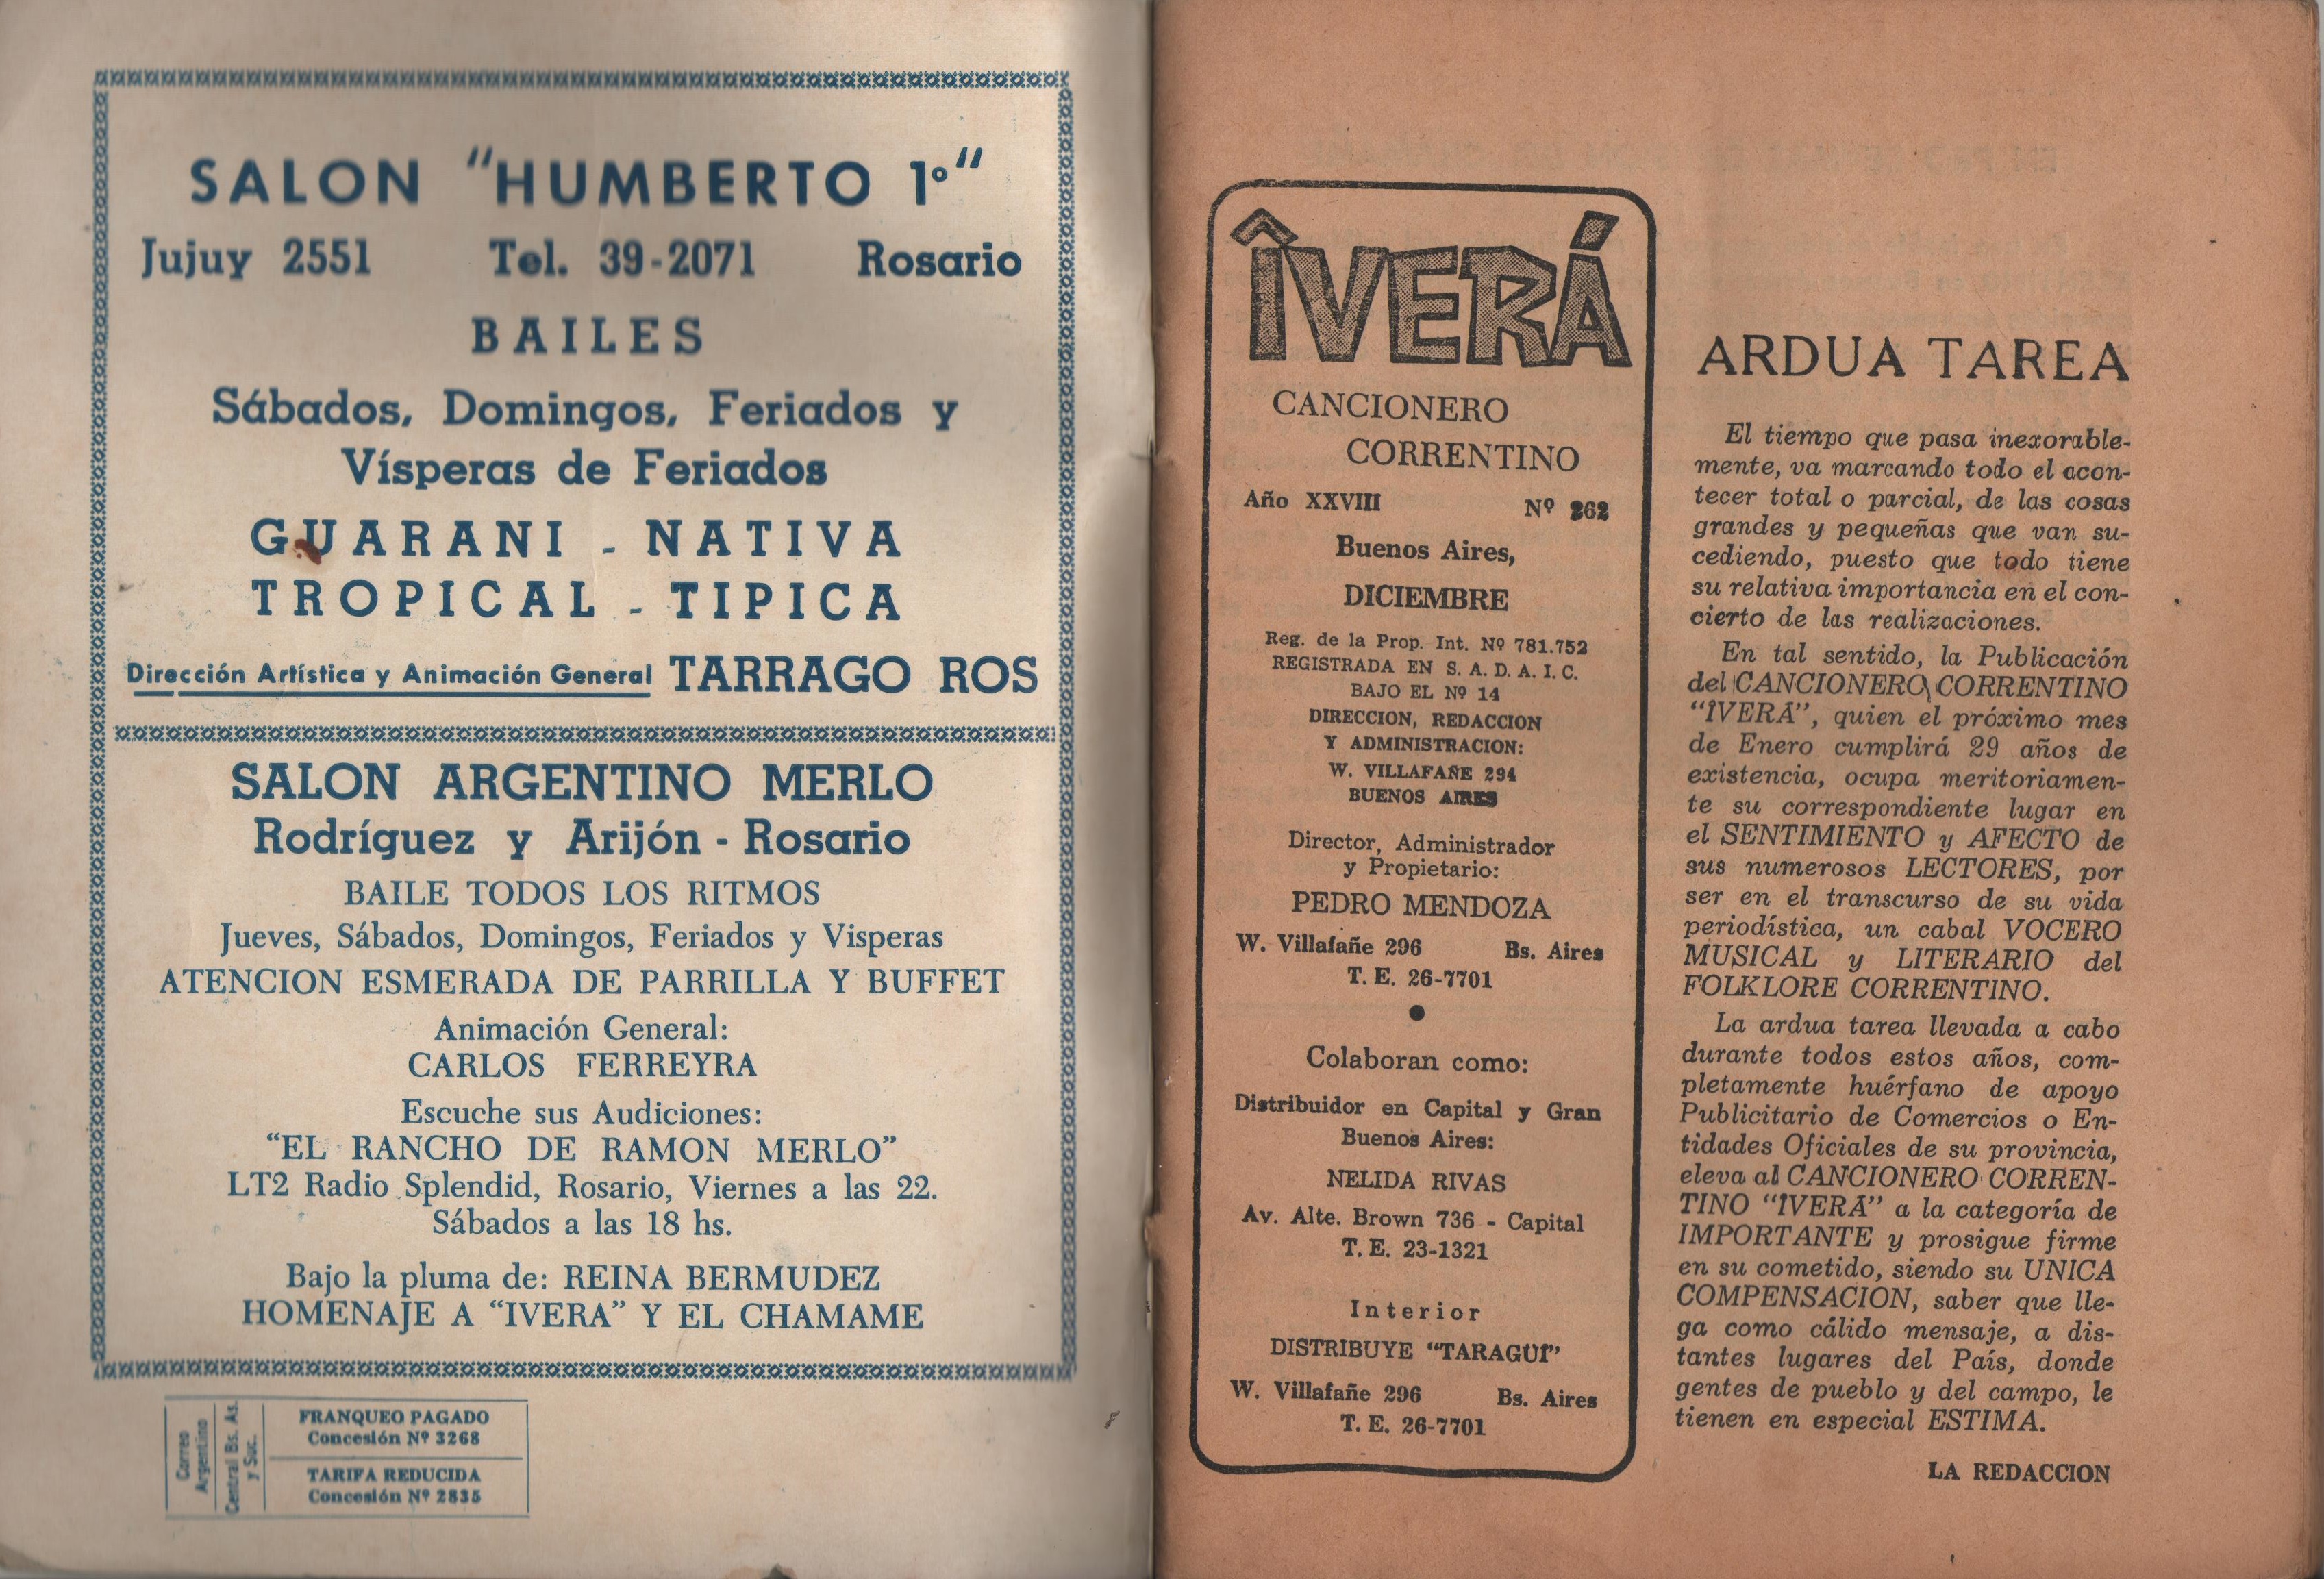 SALON "HUMBERTO 1º"
Jujuy 2551 Tel. 39-2071 Rosario
BAILES
Sábados, Domingos, Feriados y
Vísperas de Feriados
GUARANI - NATIVA
TROPICAL - TIPICA
Dirección Artística y Animación General TARRAGO ROS
SALON ARGENTINO MERLO
Rodríguez y Arijón - Rosario
BAILE TODOS LOS RITMOS
Jueves, Sábados, Domingos, Feriados y Visperas
ATENCION ESMERADA DE PARRILLA Y BUFFET
Animación General:
CARLOS FERREYRA
Escuche sus Audiciones:
"EL RANCHO DE RAMON MERLO"
LT2 Radio Splendid, Rosario, Viernes a las 22.
Sábados a las 18 hs.
Bajo la pluma de: REINA BERMUDEZ
HOMENAJE A "IVERA" Y EL CHAMAME
Correo
Argentino
Central Bs. As.
y Suc.
FRANQUEO PAGADO
Concesión Nº 3268
TARIFA REDUCIDA
Concesión Nº 2835
ÎVERÁ
CANCIONERO
CORRENTINO
Año XXVIII Nº 262
Buenos Aires,
DICIEMBRE
Reg. de la Prop. Int. Nº 781.752
REGISTRADA EN S. A. D. A. I. C.
BAJO EL Nº 14
DIRECCION, REDACCION
Y ADMINISTRACION:
W. VILLAFAÑE 294
BUENOS AIRES
Director, Administrador
y Propietario:
PEDRO MENDOZA
W. Villafañe 296 Bs. Aires
T. E. 26-7701
Colaboran como:
Distribuidor en Capital y Gran
Buenos Aires:
NELIDA RIVAS
Av. Alte. Brown 736 - Capital
T. E. 23-1321
Interior
DISTRIBUYE "TARAGUÍ"
W. Villafañe 296 Bs. Aires
T. E. 26-7701
ARDUA TAREA
El tiempo que pasa inexorable-
mente, va marcando todo el acon-
tecer total o parcial, de las cosas
grandes y pequeñas que van su-
cediendo, puesto que todo tiene
su relativa importancia en el con-
cierto de las realizaciones.
En tal sentido, la Publicación
del CANCIONERO CORRENTINO
"ÎVERÁ", quien el próximo mes
de Enero cumplirá 29 años de
existencia, ocupa meritoriamen-
te su correspondiente lugar en
el SENTIMIENTO y AFECTO de
sus numerosos LECTORES, por
ser en el transcurso de su vida
periodística, un cabal VOCERO
MUSICAL y LITERARIO del
FOLKLORE CORRENTINO.
La ardua tarea llevada a cabo
durante todos estos años, com-
pletamente huérfano de apoyo
Publicitario de Comercios o En-
tidades Oficiales de su provincia,
eleva al CANCIONERO CORREN-
TINO "ÎVERÁ" a la categoría de
IMPORTANTE y prosigue firme
en su cometido, siendo su UNICA
COMPENSACION, saber que lle-
ga como cálido mensaje, a dis-
tantes lugares del País, donde
gentes de pueblo y del campo, le
tienen en especial ESTIMA.
LA REDACCION